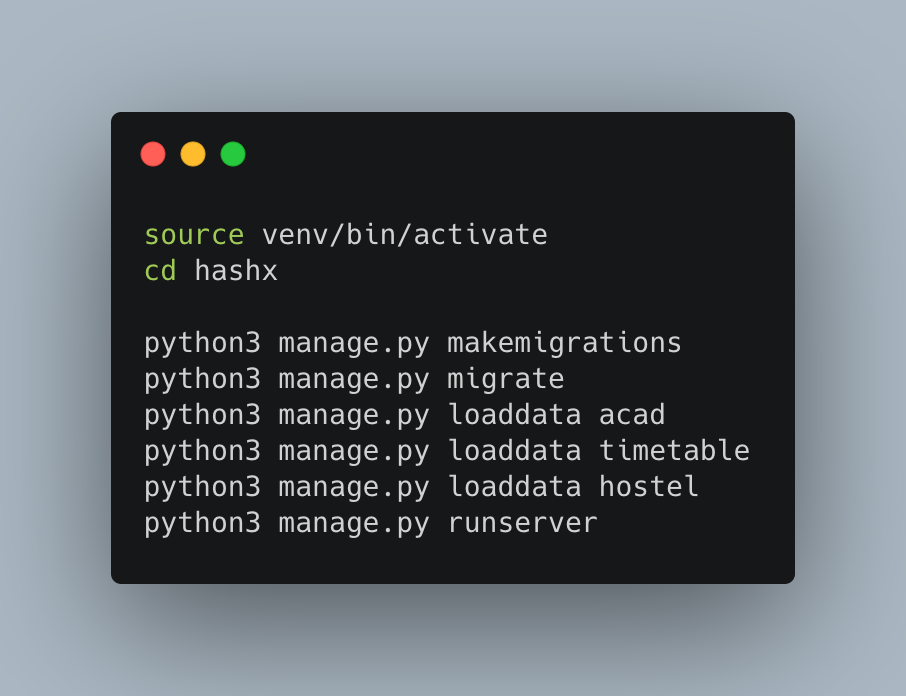 source venv/bin/activate
cd hashx
python3 manage.py makemigrations
python3 manage.py migrate
python3 manage.py loaddata acad
python3 manage.py loaddata timetable
python3 manage.py loaddata hostel
python3 manage.py runserver